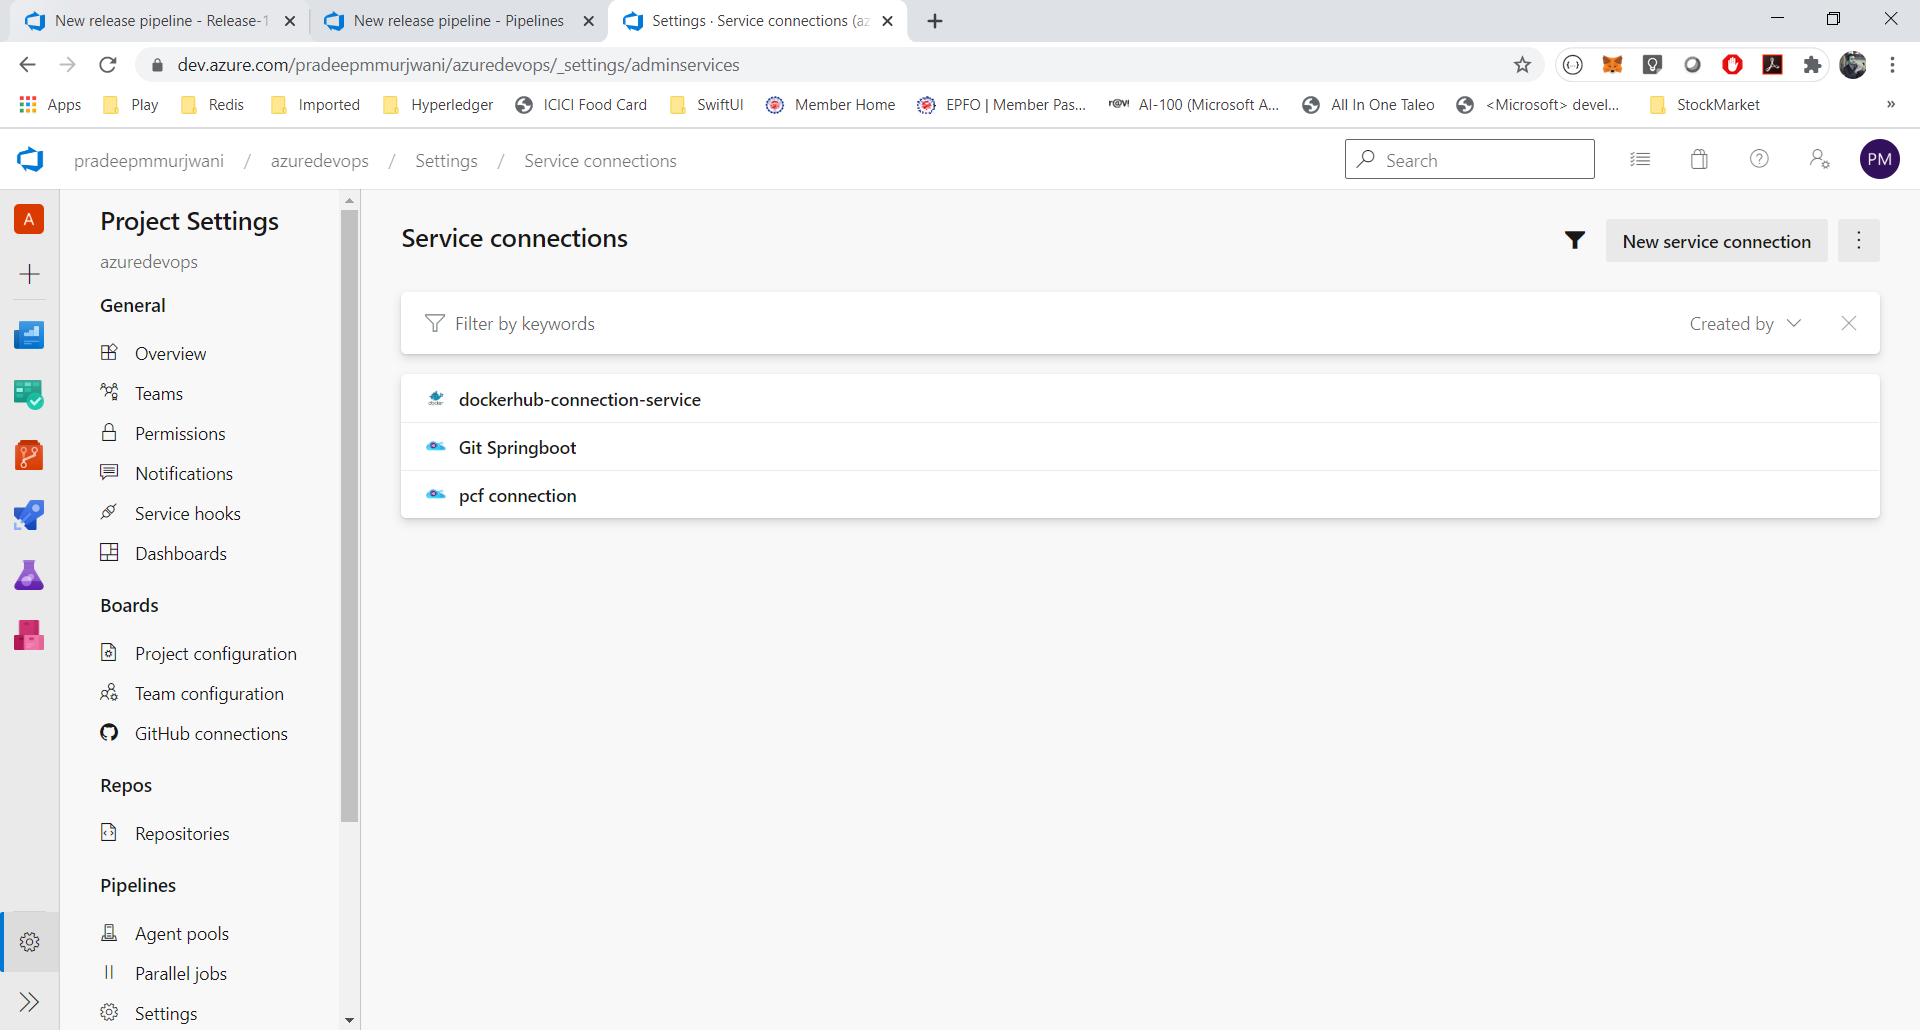 New release pipeline - Release-1
New release pipeline - Pipelines
Settings · Service connections (az
dev.azure.com/pradeepmmurjwani/azuredevops/_settings/adminservices
Apps
Play
Redis
Imported
Hyperledger
ICICI Food Card
SwiftUI
Member Home
EPFO | Member Pas...
r@v!
AI-100 (Microsoft A...
All In One Taleo
<Microsoft> devel...
StockMarket
»
pradeepmmurjwani / azuredevops / Settings / Service connections
Search
PM
A
Project Settings
azuredevops
General
Overview
Teams
Permissions
Notifications
Service hooks
Dashboards
Boards
Project configuration
Team configuration
GitHub connections
Repos
Repositories
Pipelines
Agent pools
Parallel jobs
Settings
Service connections
New service connection
Filter by keywords
Created by
dockerhub-connection-service
Git Springboot
pcf connection